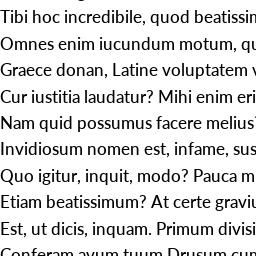 Tibi hoc incredibile, quod beatissim
Omnes enim iucundum motum, qu
Graece donan, Latine voluptatem v
Cur iustitia laudatur? Mihi enim eri
Nam quid possumus facere melius?
Invidiosum nomen est, infame, sus
Quo igitur, inquit, modo? Pauca m
Etiam beatissimum? At certe graviu
Est, ut dicis, inquam. Primum divisi
Conferam avum tuum Drusum cum